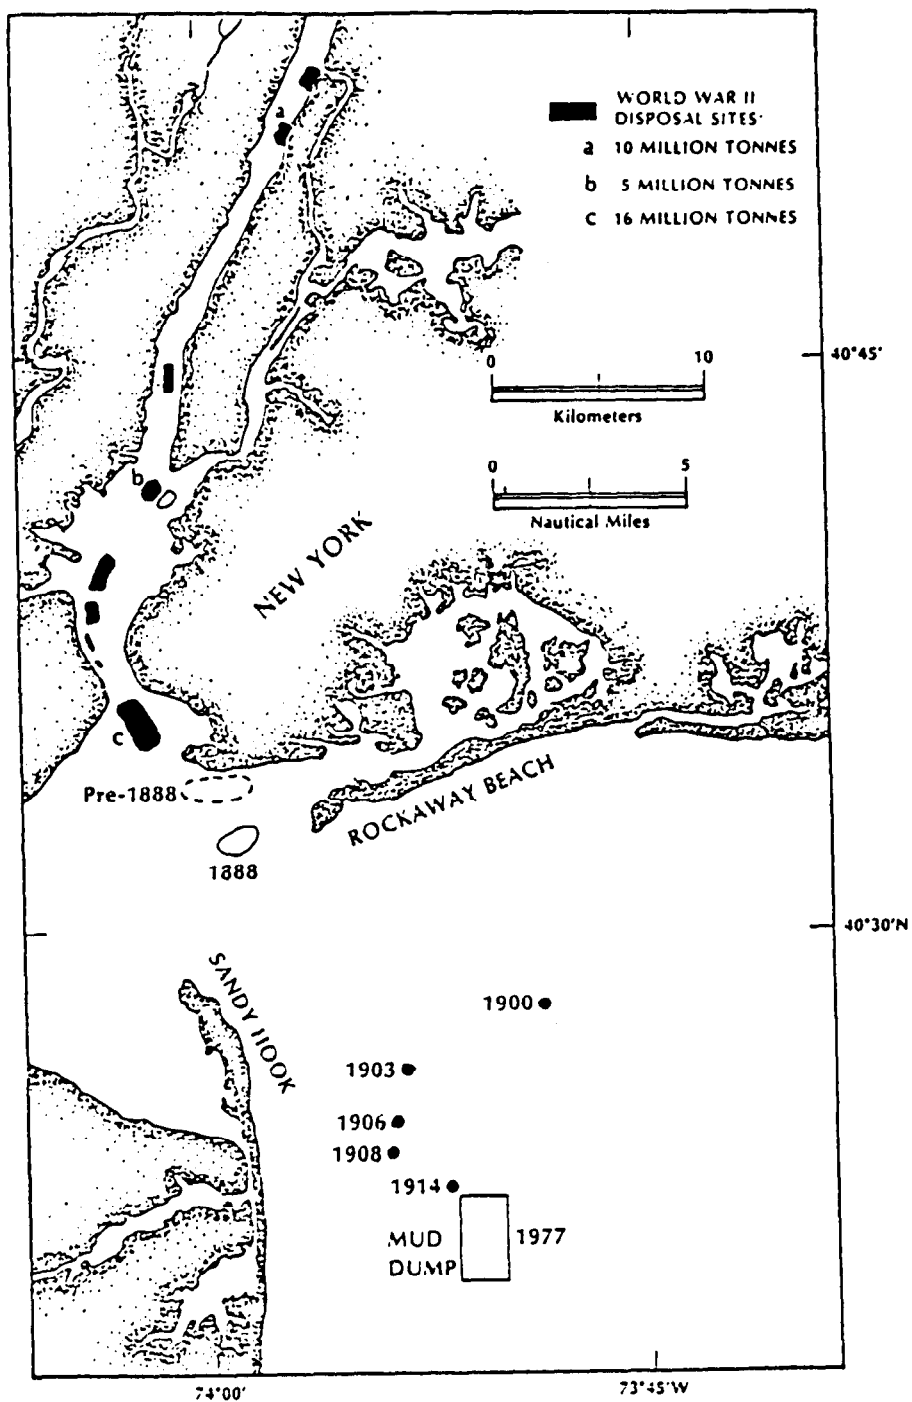 WORLD WAR II
DISPOSAL SITES
a 10 MILLION TONNES
b 5 MILLION TONNES
c 16 MILLION TONNES
a
40°45'
0 10
Kilometers
b
0 5
Nautical Miles
NEW YORK
c
Pre-1888
ROCKAWAY BEACH
1888
40°30'N
SANDY HOOK
1900
1903
1906
1908
1914
MUD
DUMP
1977
74°00'
73°45'W